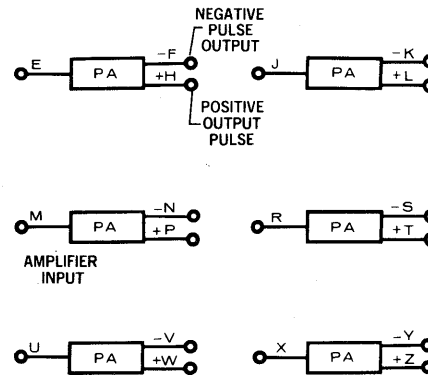 NEGATIVE
PULSE
OUTPUT
E
PA
-F
+H
J
PA
-K
+L
POSITIVE
OUTPUT
PULSE
M
PA
-N
+P
R
PA
-S
+T
AMPLIFIER
INPUT
U
PA
-V
+W
X
PA
-Y
+Z